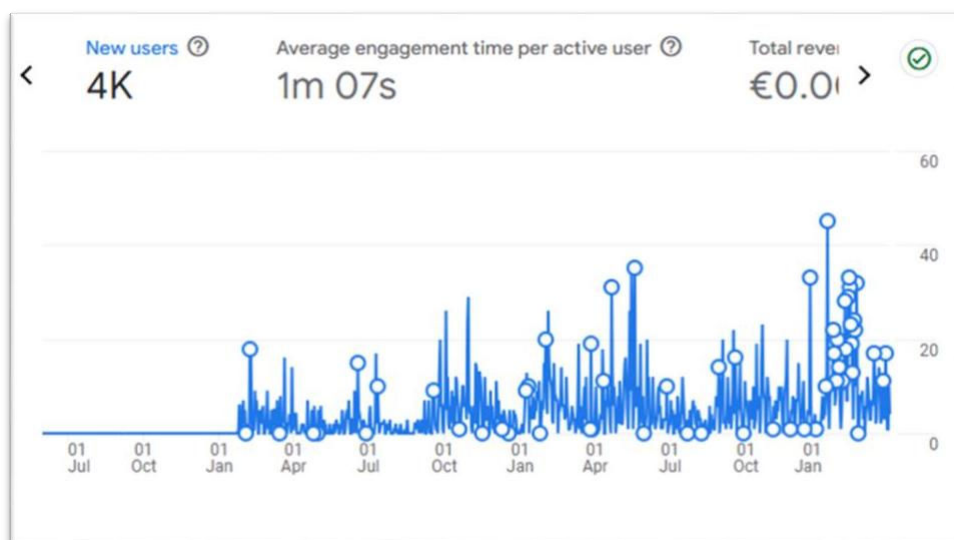 New users
Average engagement time per active user
Total
4K
1m 07s
€0.0
60
40
20
0
01 Jul
01 Oct
01 Jan
01 Apr
01 Jul
01 Oct
01 Jan
01 Apr
01 Jul
01 Oct
01 Jan